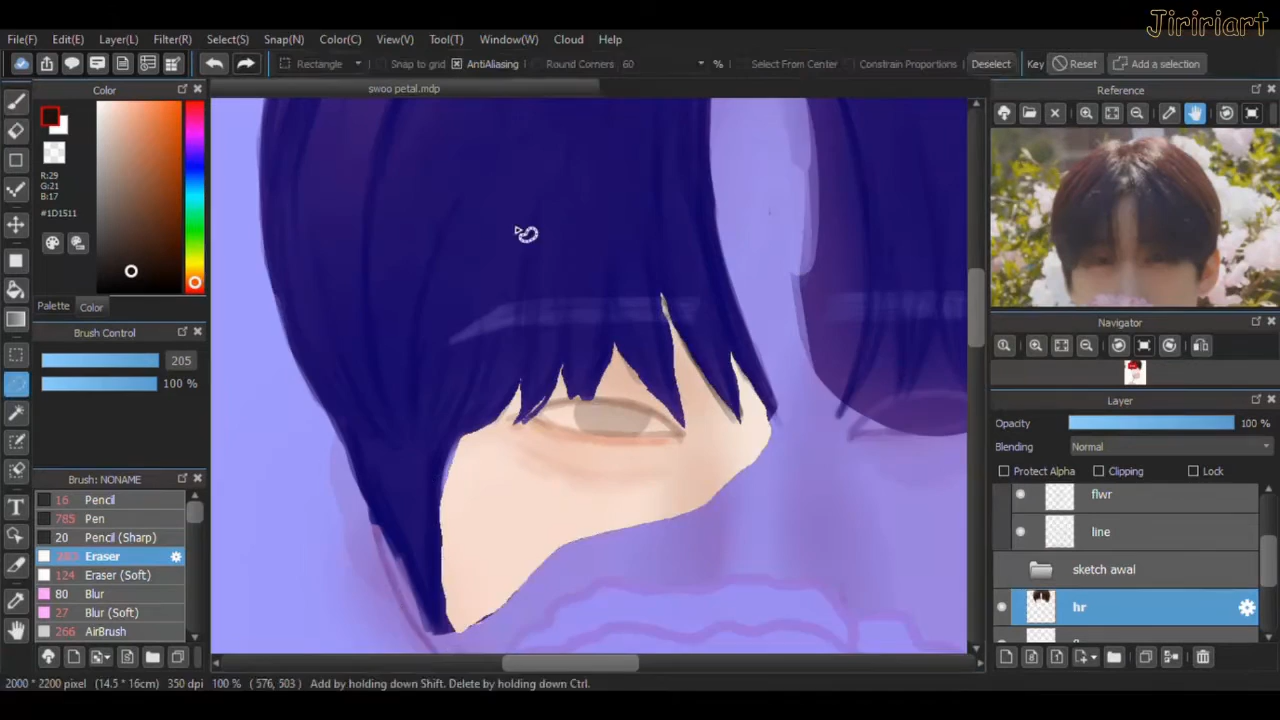 Jiririart
File(F) Edit(E) Layer(L) Filter(R) Select(S) Snap(N) Color(C) View(V) Tool(T) Window(W) Cloud Help
Rectangle Snap to grid AntiAliasing Round Corners 60 % Select From Center Constrain Proportions Deselect Key Reset Add a selection
Color
swoo petal.mdp
Reference
R:29
G:21
B:17
#1D1511
Palette Color
Brush Control
205
100 %
Navigator
Layer
Opacity 100 %
Blending Normal
Protect Alpha Clipping Lock
flwr
line
sketch awal
hr
Brush: NONAME
16 Pencil
785 Pen
20 Pencil (Sharp)
Eraser
124 Eraser (Soft)
80 Blur
27 Blur (Soft)
266 AirBrush
2000 * 2200 pixel (14.5 * 16cm) 350 dpi 100 % (576, 503) Add by holding down Shift. Delete by holding down Ctrl.